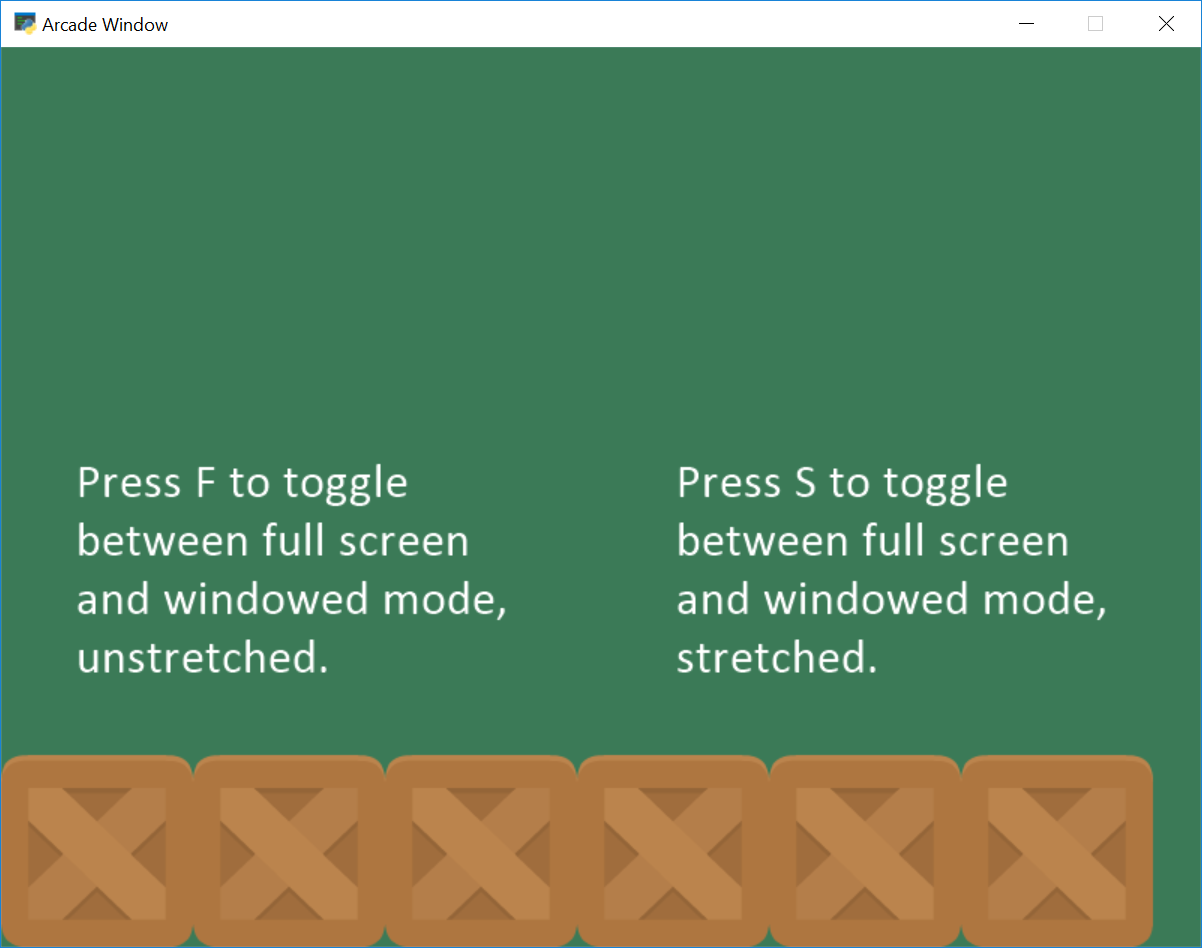 Arcade Window
Press F to toggle
between full screen
and windowed mode,
unstretched.
Press S to toggle
between full screen
and windowed mode,
stretched.